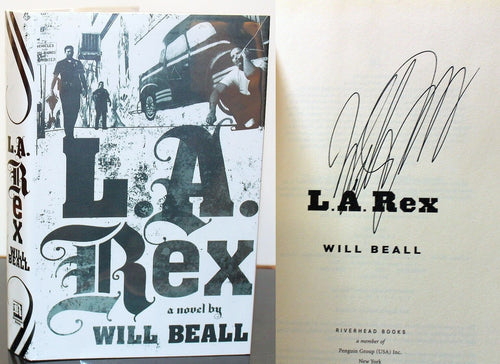 L.A.
Rex
WILL
BEALL
L.A.
Rex
a novel by
WILL BEALL
L.A. Rex
WILL BEALL
RIVERHEAD BOOKS
a member of
Penguin Group (USA) Inc.
New York